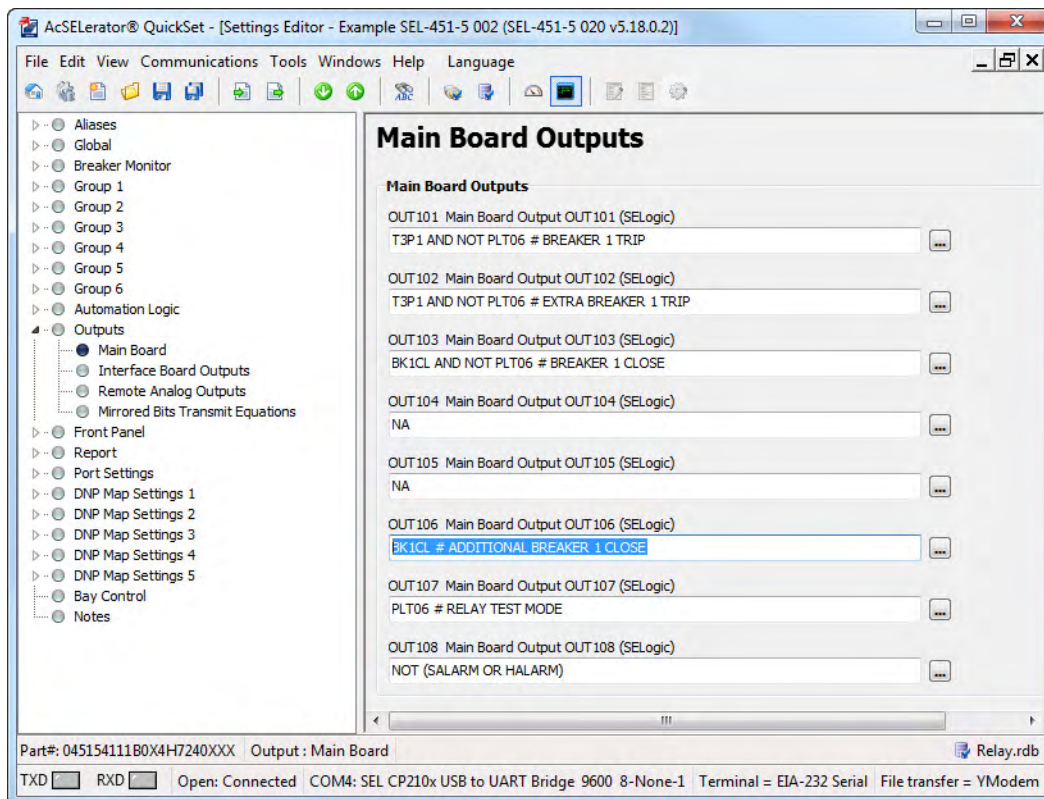 AcSELerator® QuickSet - [Settings Editor - Example SEL-451-5 002 (SEL-451-5 020 v5.18.0.2)]
File Edit View Communications Tools Windows Help Language
Aliases
Global
Breaker Monitor
Group 1
Group 2
Group 3
Group 4
Group 5
Group 6
Automation Logic
Outputs
Main Board
Interface Board Outputs
Remote Analog Outputs
Mirrored Bits Transmit Equations
Front Panel
Report
Port Settings
DNP Map Settings 1
DNP Map Settings 2
DNP Map Settings 3
DNP Map Settings 4
DNP Map Settings 5
Bay Control
Notes
Main Board Outputs
Main Board Outputs
OUT101 Main Board Output OUT101 (SELogic)
T3P1 AND NOT PLT06 # BREAKER 1 TRIP
...
OUT102 Main Board Output OUT102 (SELogic)
T3P1 AND NOT PLT06 # EXTRA BREAKER 1 TRIP
...
OUT103 Main Board Output OUT103 (SELogic)
BK1CL AND NOT PLT06 # BREAKER 1 CLOSE
...
OUT104 Main Board Output OUT104 (SELogic)
NA
...
OUT105 Main Board Output OUT105 (SELogic)
NA
...
OUT106 Main Board Output OUT106 (SELogic)
BK1CL # ADDITIONAL BREAKER 1 CLOSE
...
OUT107 Main Board Output OUT107 (SELogic)
PLT06 # RELAY TEST MODE
...
OUT108 Main Board Output OUT108 (SELogic)
NOT (SALARM OR HALARM)
...
Part#: 045154111B0X4H7240XXX Output : Main Board Relay.rdb
TXD RXD Open: Connected COM4: SEL CP210x USB to UART Bridge 9600 8-None-1 Terminal = EIA-232 Serial File transfer = YModem